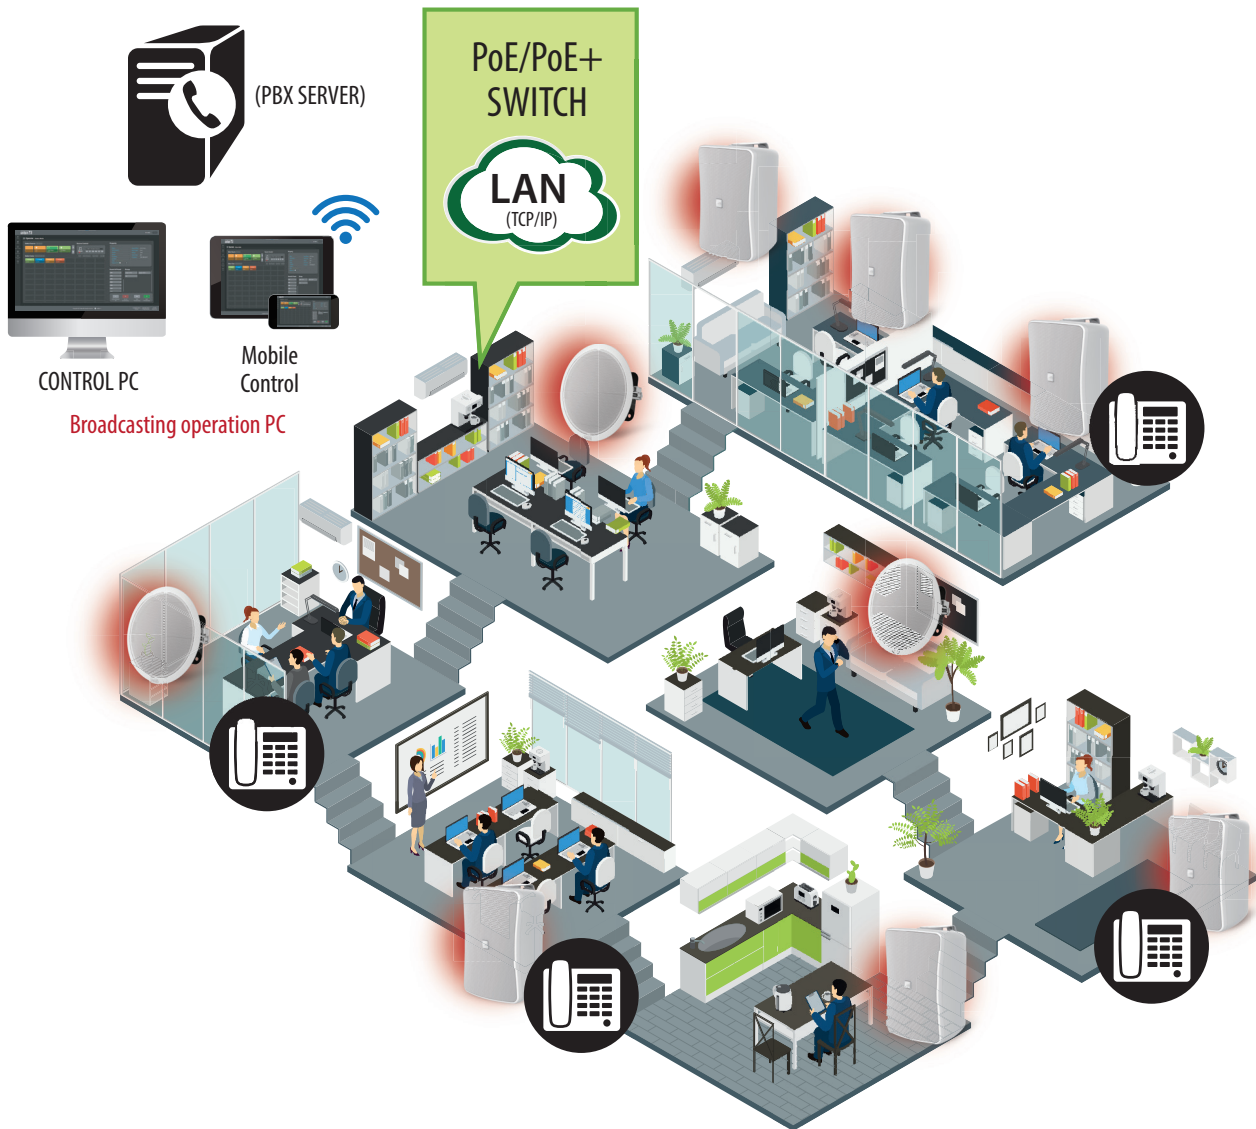 (PBX SERVER)
PoE/PoE+
SWITCH
LAN
(TCP/IP)
CONTROL PC
Mobile
Control
Broadcasting operation PC